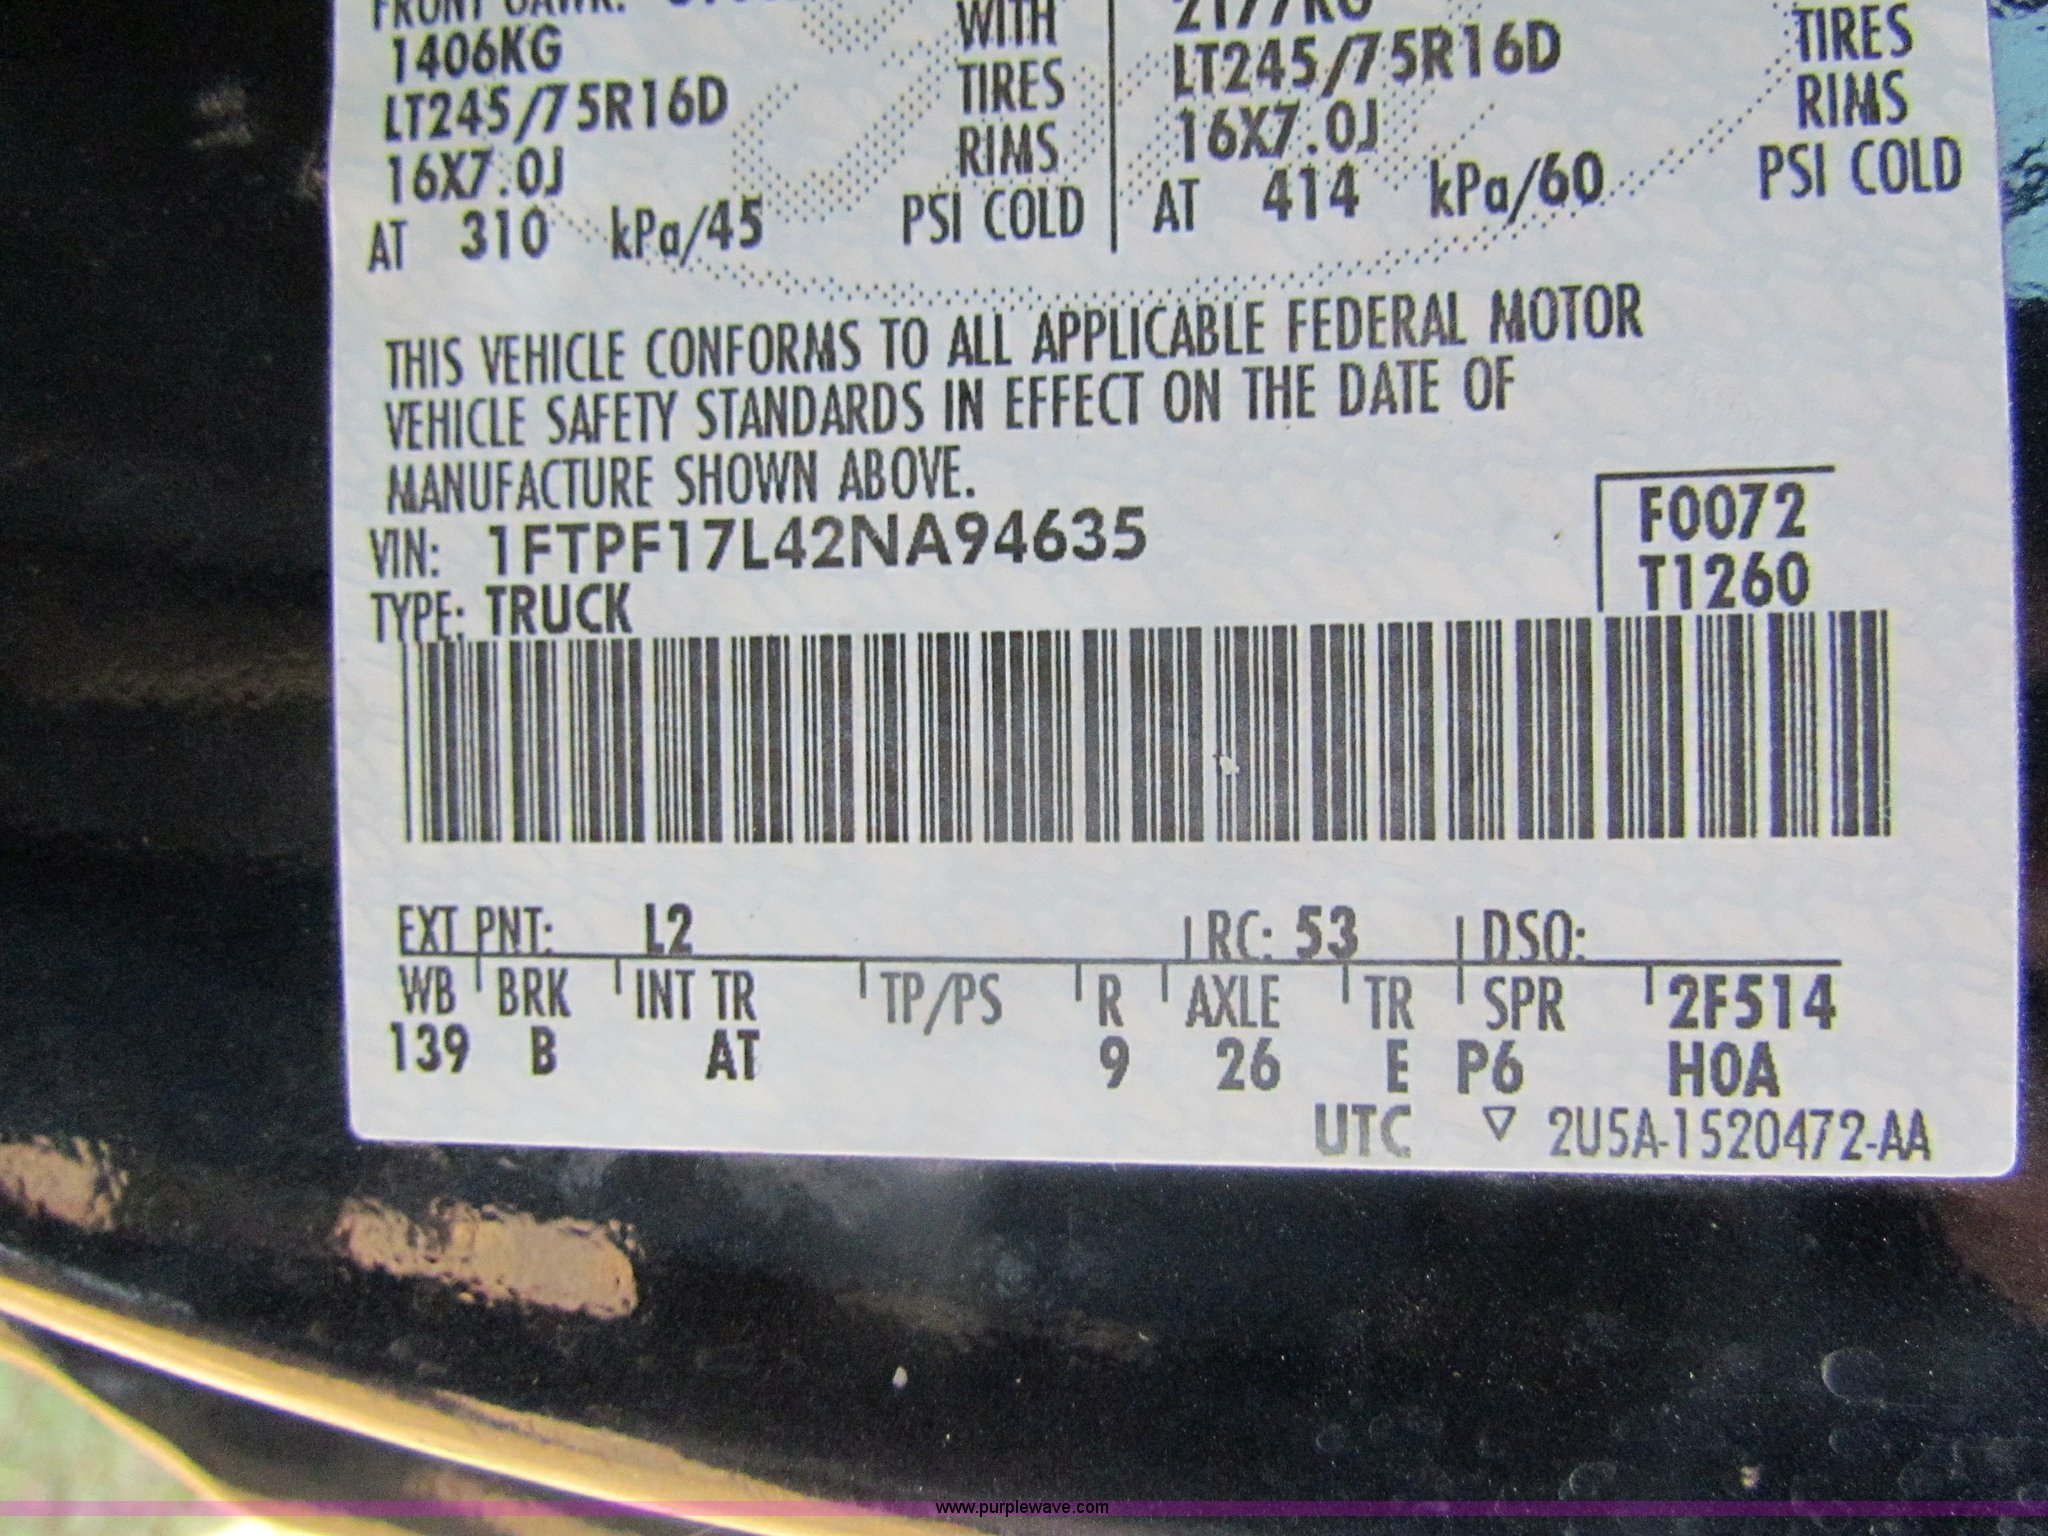 FRONT GAWR:
WITH
TIRES
1406KG
TIRES
LT245/75R16D
RIMS
16X7.0J
PSI COLD
AT 310 kPa/45
2177KG
TIRES
LT245/75R16D
RIMS
16X7.0J
PSI COLD
AT 414 kPa/60
THIS VEHICLE CONFORMS TO ALL APPLICABLE FEDERAL MOTOR
VEHICLE SAFETY STANDARDS IN EFFECT ON THE DATE OF
MANUFACTURE SHOWN ABOVE.
VIN: 1FTPF17L42NA94635
F0072
T1260
TYPE: TRUCK
EXT PNT: L2 RC: 53 DSO:
WB BRK INT TR TP/PS R AXLE TR SPR 2F514
139 B AT 9 26 E P6 H0A
UTC ▽ 2U5A-1520472-AA
www.purplewave.com